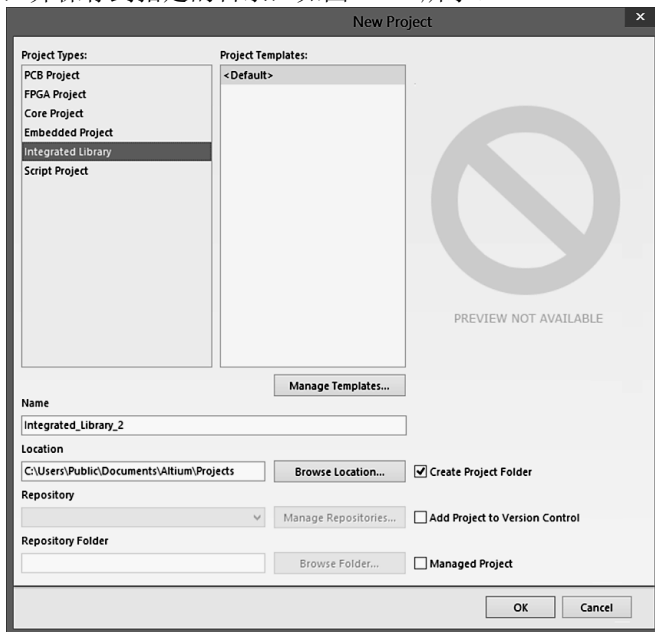 New Project
Project Types:
Project Templates:
PCB Project
FPGA Project
Core Project
Embedded Project
Integrated Library
Script Project
<Default>
PREVIEW NOT AVAILABLE
Manage Templates...
Name
Integrated_Library_2
Location
C:\Users\Public\Documents\Altium\Projects
Browse Location...
Create Project Folder
Repository
Manage Repositories...
Add Project to Version Control
Repository Folder
Browse Folder...
Managed Project
OK
Cancel